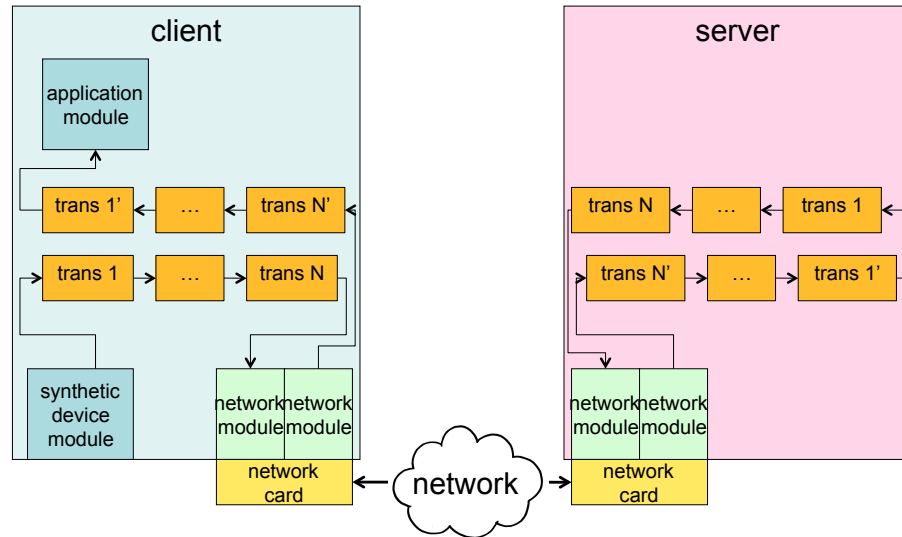 client
server
application
module
trans 1’
…
trans N’
trans N
…
trans 1
trans 1
…
trans N
trans N’
…
trans 1’
synthetic
device
module
network
module
network
module
network
module
network
module
network
card
network
network
card